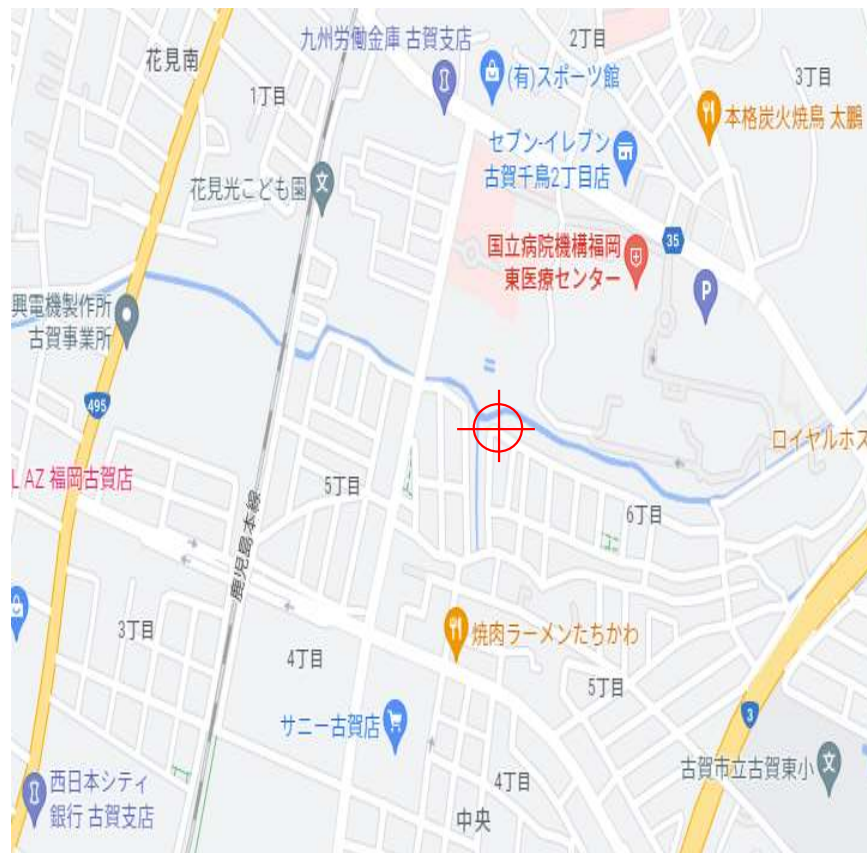 九州労働金庫 古賀支店
2丁目
花見南
(有)スポーツ館
3丁目
1丁目
本格炭火焼鳥 太鵬
セブン-イレブン
古賀千鳥2丁目店
花見光こども園
国立病院機構福岡
東医療センター
35
P
興電機製作所
古賀事業所
495
ロイヤルホス
L AZ 福岡古賀店
5丁目
6丁目
鹿児島本線
3丁目
焼肉ラーメンたちかわ
4丁目
5丁目
3
サニー古賀店
古賀市立古賀東小
西日本シティ
銀行 古賀支店
4丁目
中央